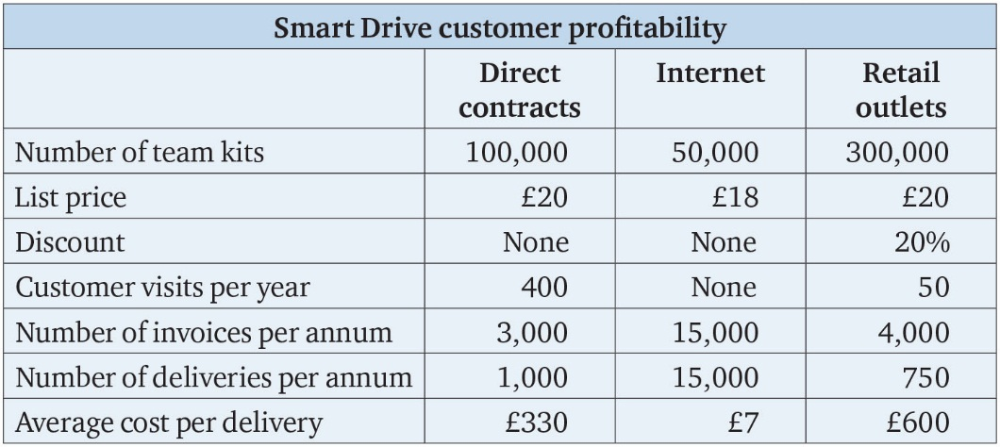 Smart Drive customer profitability
Direct contracts Internet Retail outlets
Number of team kits 100,000 50,000 300,000
List price £20 £18 £20
Discount None None 20%
Customer visits per year 400 None 50
Number of invoices per annum 3,000 15,000 4,000
Number of deliveries per annum 1,000 15,000 750
Average cost per delivery £330 £7 £600